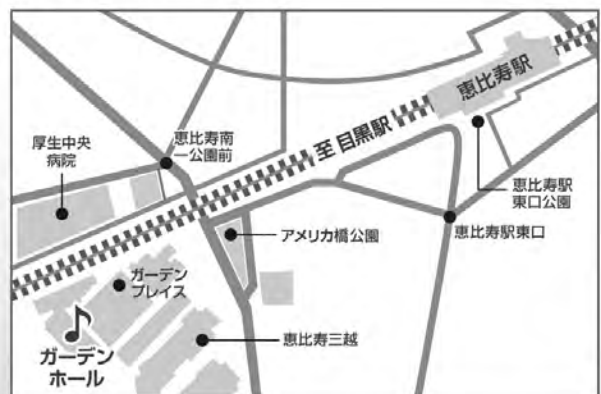 恵比寿駅
至 目黒駅
厚生中央
病院
恵比寿南
一公園前
恵比寿駅
東口公園
アメリカ橋公園
恵比寿駅東口
ガーデン
プレイス
ガーデン
ホール
恵比寿三越